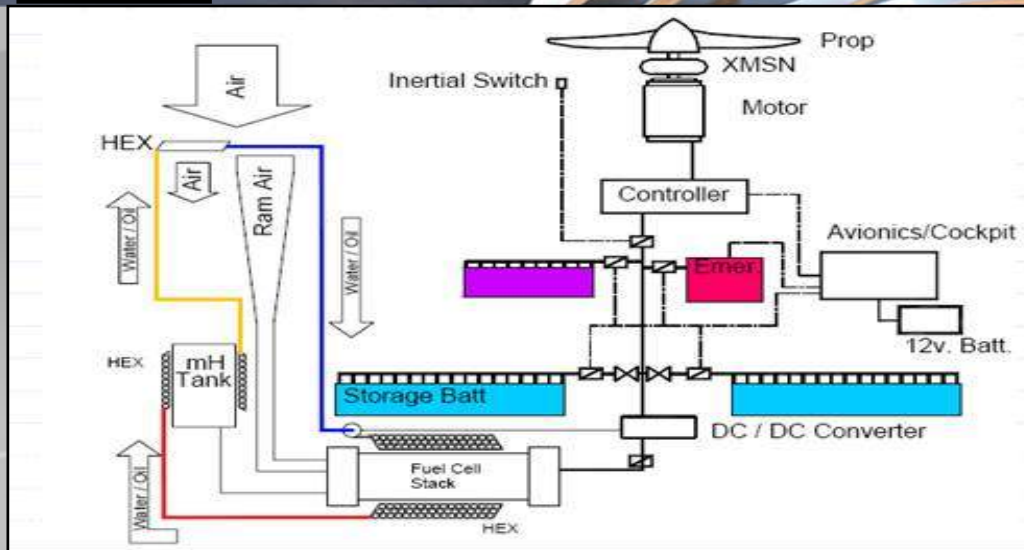 Prop
XMSN
Inertial Switch
Motor
Air
HEX
Air
Ram Air
Controller
Water / Oil
Water / Oil
Avionics/Cockpit
Emer.
12v. Batt.
HEX
mH
Tank
Storage Batt
DC / DC Converter
Water / Oil
Fuel Cell
Stack
HEX